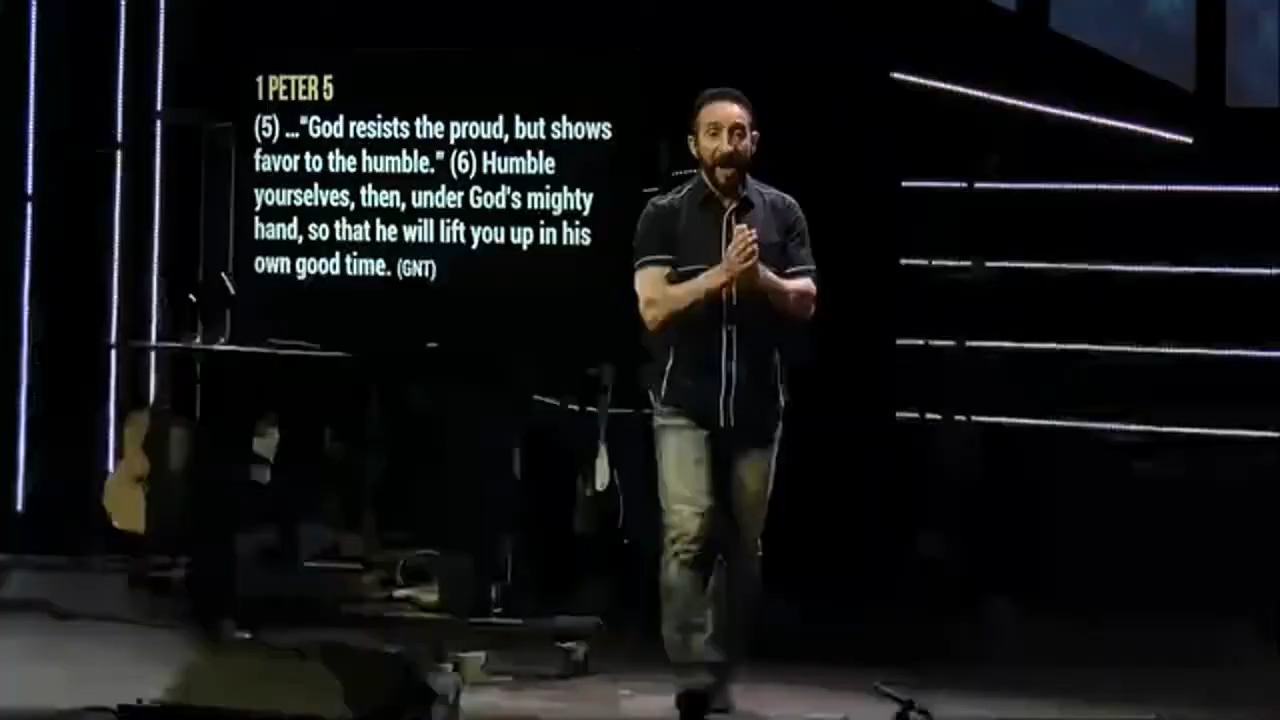 1 PETER 5
(5) ..."God resists the proud, but shows
favor to the humble." (6) Humble
yourselves, then, under God's mighty
hand, so that he will lift you up in his
own good time. (GNT)